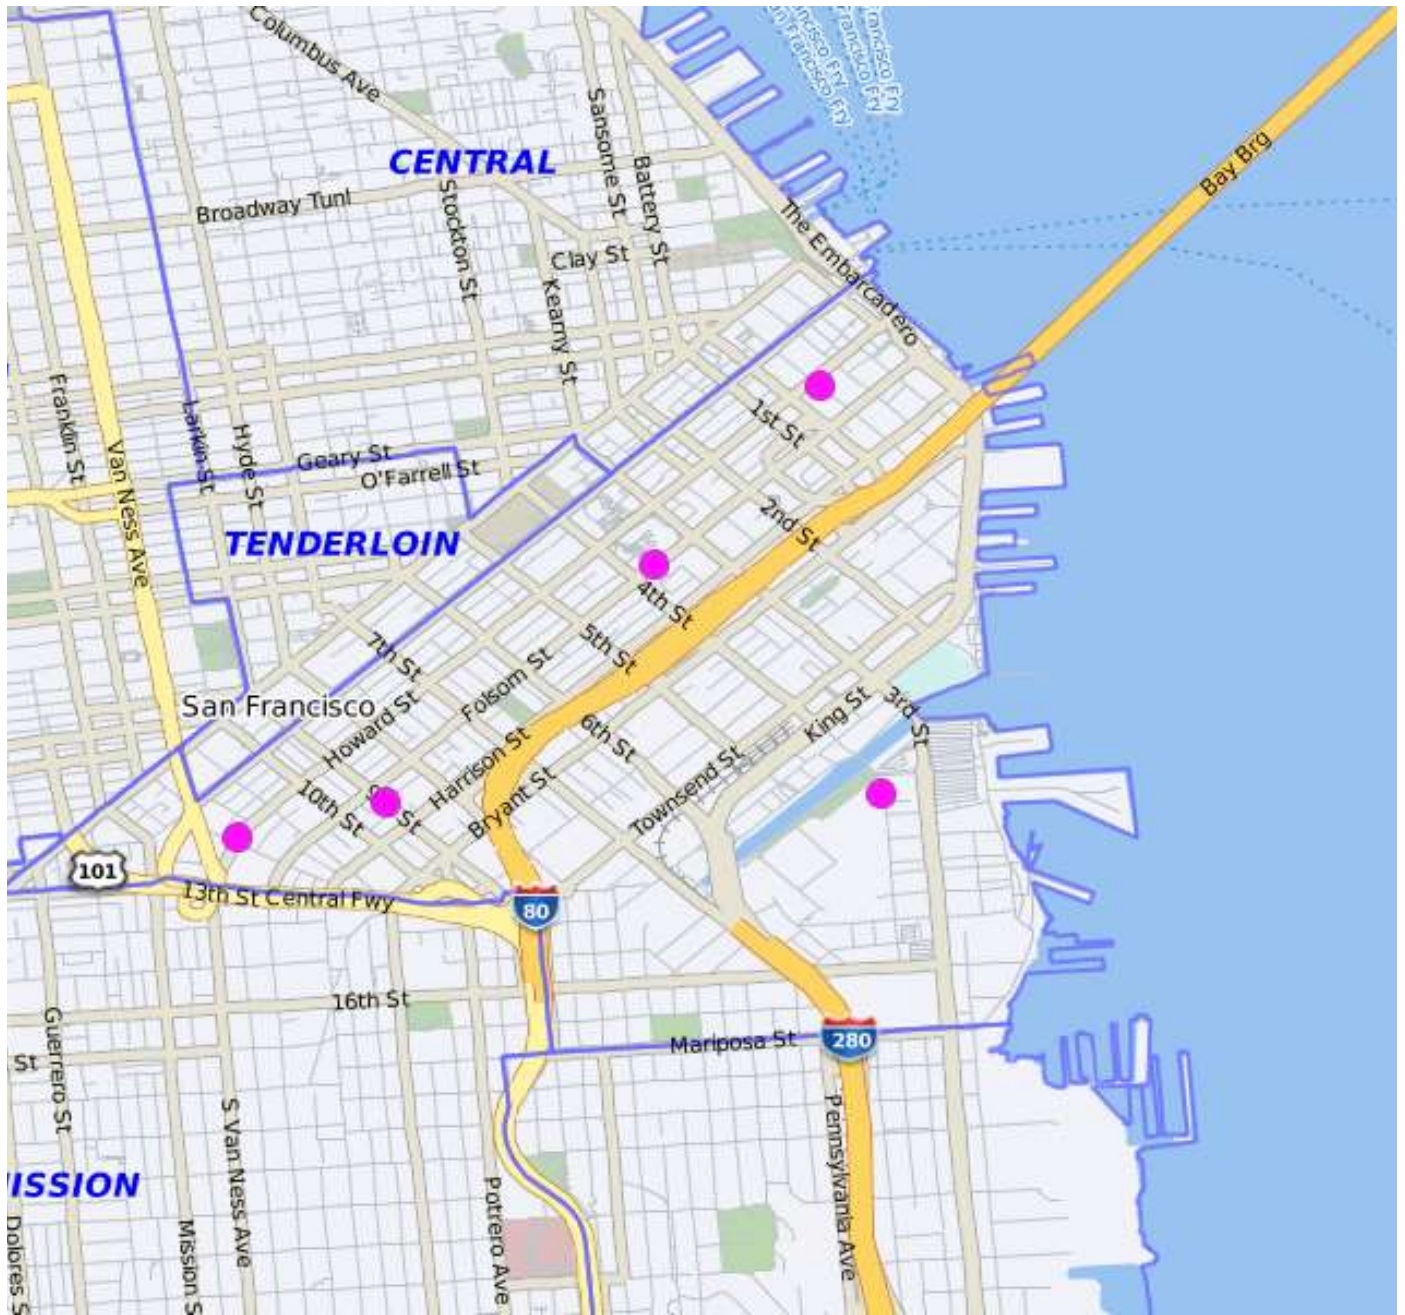 Columbus Ave
Francisco Fry
Sansome St
Battery St
CENTRAL
Bay Brg
Broadway Tunl
Stockton St
The Embarcadero
Clay St
Kearny St
Franklin St
Larkin St
Hyde St
Van Ness Ave
1st St
Geary St
O'Farrell St
2nd St
TENDERLOIN
4th St
5th St
7th St
Folsom St
San Francisco
Howard St
King St
3rd St
6th St
Harrison St
Townsend St
Bryant St
10th St
St
101
13th St Central Fwy
80
16th St
Guerrero St
St
Mariposa St
280
S Van Ness Ave
Pennsylvania Ave
ISSION
Potrero Ave
Dolores S
Mission S